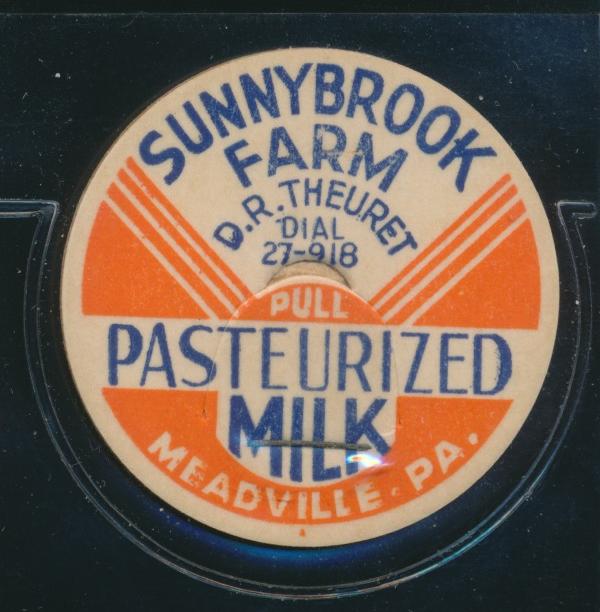 SUNNYBROOK
FARM
D.R. THEURET
DIAL
27-918
PULL
PASTEURIZED
MILK
MEADVILLE - PA.